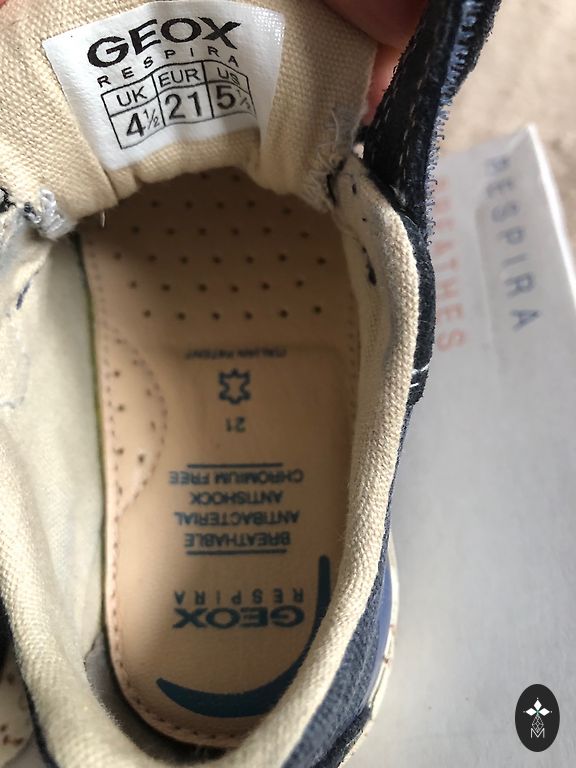 GEOX
RESPIRA
UK EUR US
4½ 21 5½
ITALIAN PATENT
21
CHROMIUM FREE
ANTISHOCK
ANTIBACTERIAL
BREATHABLE
RESPIRA
GEOX
RESPIRA
BREATHES
M